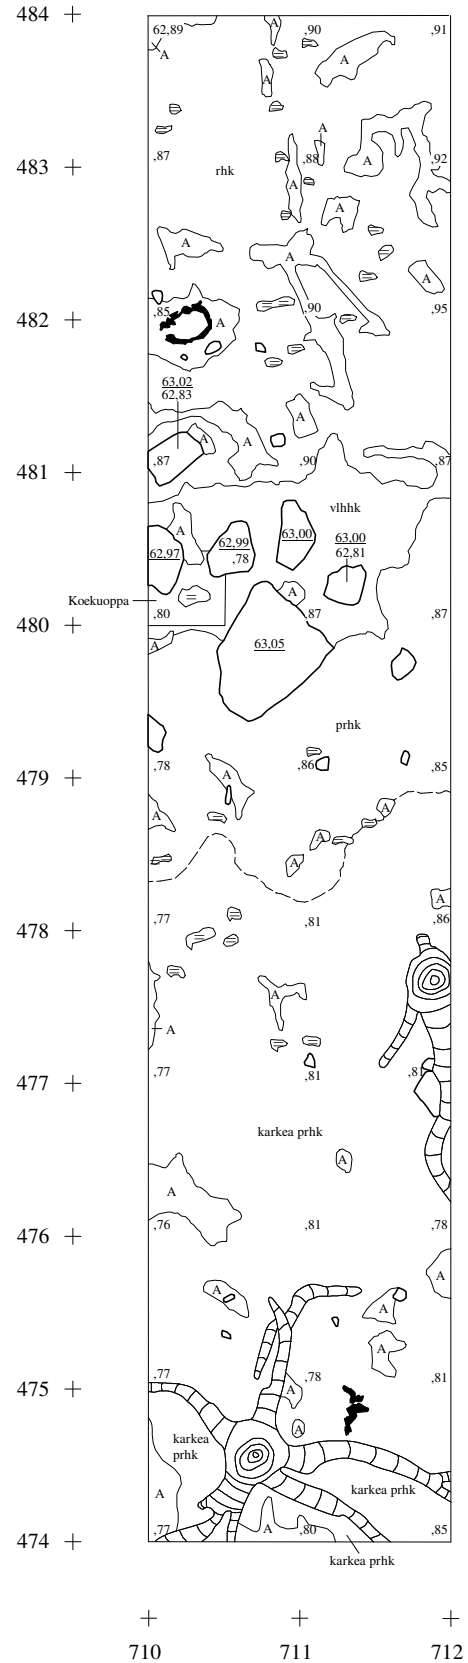 484
62,89 ,90 ,91
A A
A A
A
483 ,87 ,88 ,92
rhk A A
A A
A A A
482 ,85 A ,90 ,95
63,02
62,83
A A A
481 ,87 ,90 ,87
vlhhk
A
62,97 62,99 63,00 63,00
,78 62,81
Koekuoppa
A
480 ,80 ,87 ,87
A 63,05
prhk
479 ,78 ,86 ,85
A
A A
A
A
A
478 ,77 ,81 ,86
A
A
477 ,77 ,81 ,81
karkea prhk
A
A
476 ,76 ,81 ,78
A
A A
A
475 ,77 ,78 ,81
A
A
karkea
prhk
karkea prhk
A
A
474 ,77 ,80 ,85
karkea prhk
710 711 712